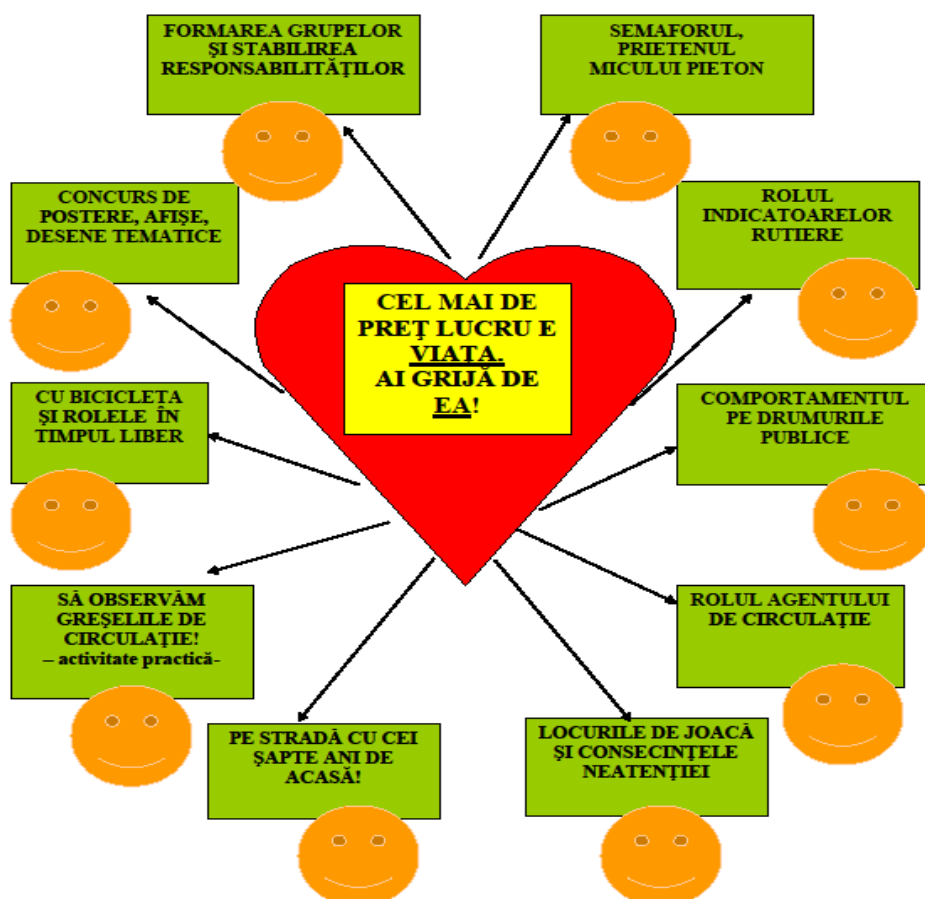 FORMAREA GRUPELOR
ŞI STABILIREA
RESPONSABILITĂŢILOR
SEMAFORUL,
PRIETENUL
MICULUI PIETON
CONCURS DE
POSTERE, AFIŞE,
DESENE TEMATICE
ROLUL
INDICATOARELOR
RUTIERE
CEL MAI DE
PREŢ LUCRU E
VIAŢA.
AI GRIJĂ DE
EA!
CU BICICLETA
ŞI ROLELE ÎN
TIMPUL LIBER
COMPORTAMENTUL
PE DRUMURILE
PUBLICE
SĂ OBSERVĂM
GREŞELILE DE
CIRCULAŢIE!
– activitate practică-
ROLUL AGENTULUI
DE CIRCULAŢIE
PE STRADĂ CU CEI
ŞAPTE ANI DE
ACASĂ!
LOCURILE DE JOACĂ
ŞI CONSECINŢELE
NEATENŢIEI